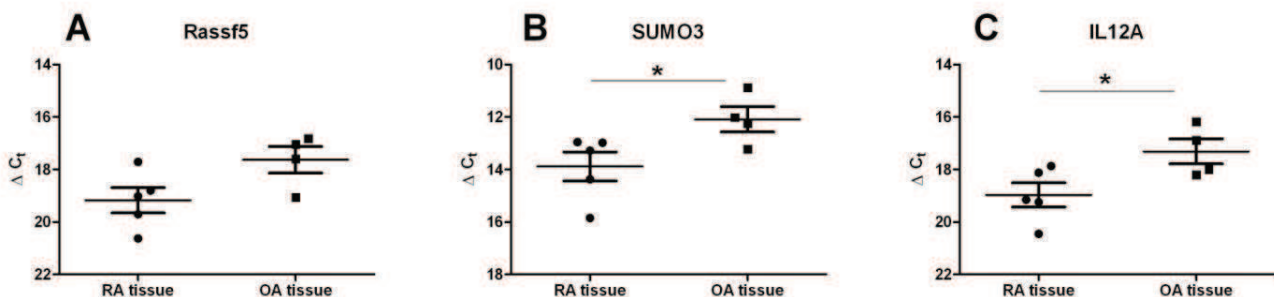 A
Rassf5
14
16
18
20
22
Δ Ct
RA tissue
OA tissue
B
SUMO3
*
10
12
14
16
18
Δ Ct
RA tissue
OA tissue
C
IL12A
*
14
16
18
20
22
Δ Ct
RA tissue
OA tissue